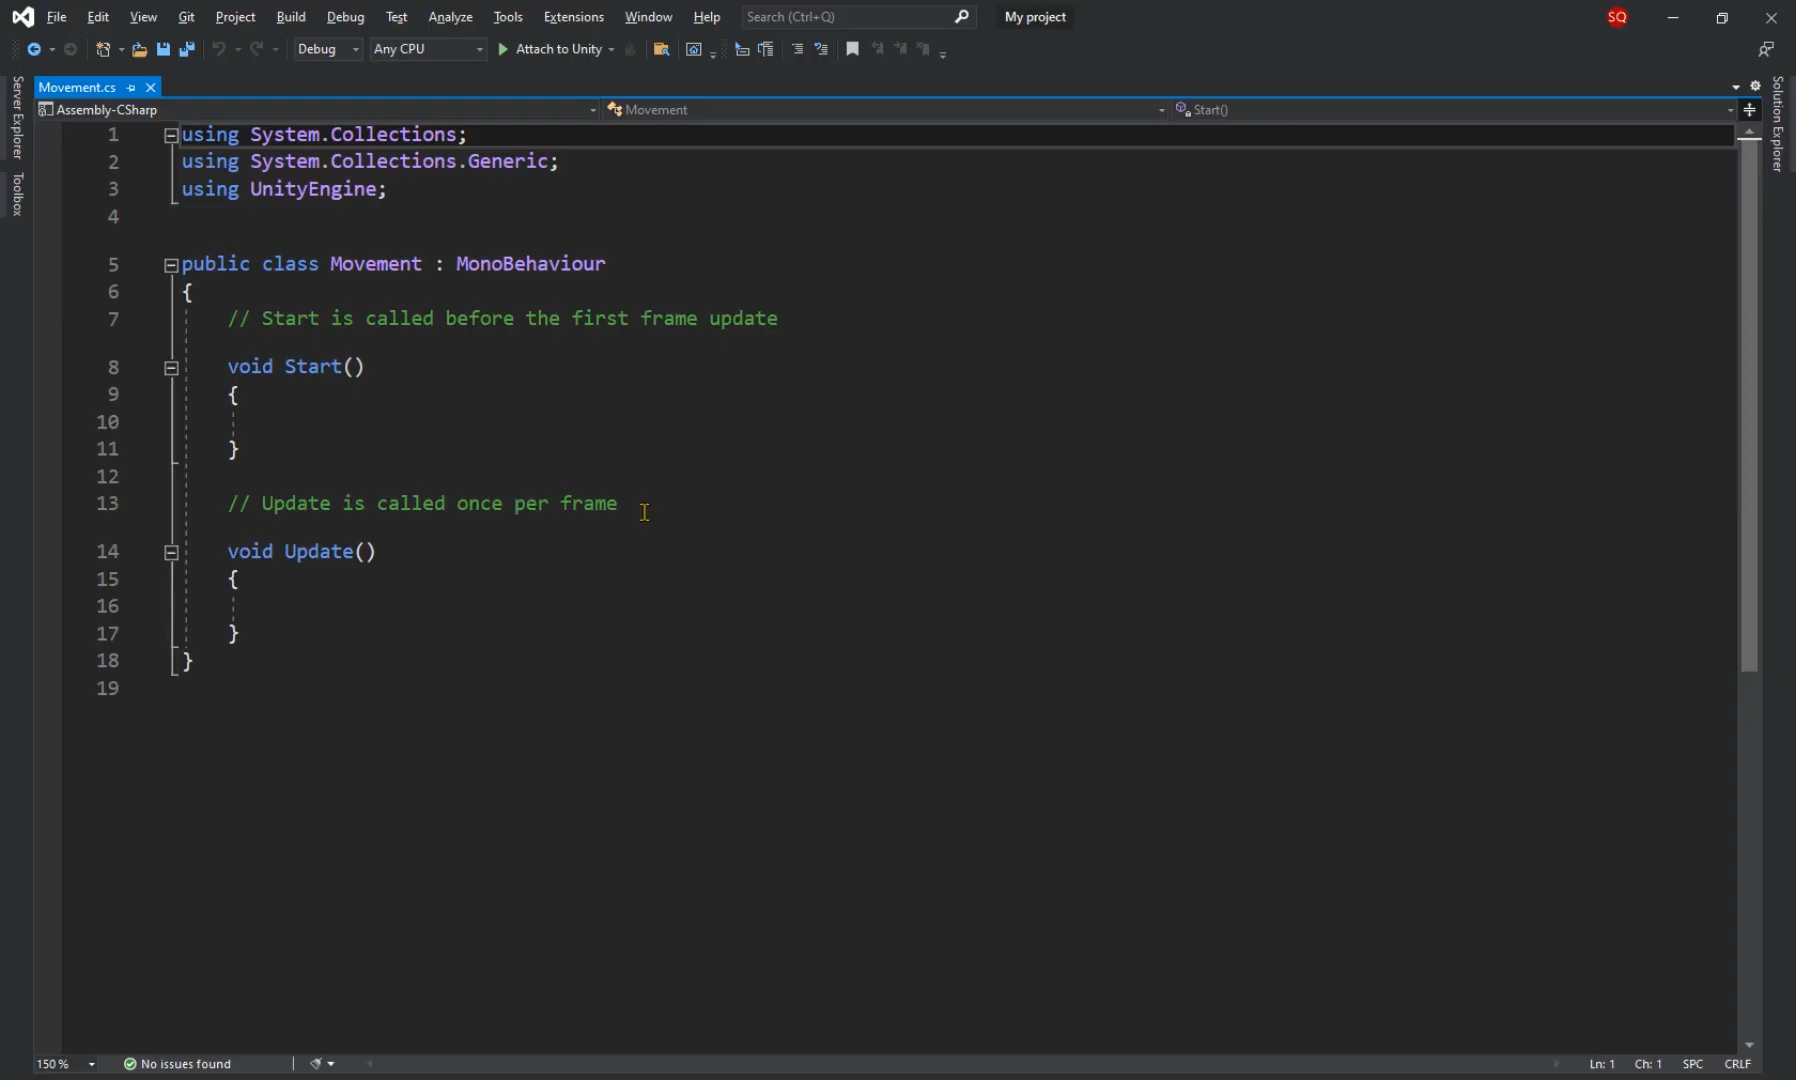 File Edit View Git Project Build Debug Test Analyze Tools Extensions Window Help Search (Ctrl+Q) My project SQ
Debug Any CPU Attach to Unity
Server Explorer
Toolbox
Solution Explorer
Movement.cs
Assembly-CSharp Movement Start()
1 using System.Collections;
2 using System.Collections.Generic;
3 using UnityEngine;
4
5 public class Movement : MonoBehaviour
6 {
7 // Start is called before the first frame update
8 void Start()
9 {
10
11 }
12
13 // Update is called once per frame
14 void Update()
15 {
16
17 }
18 }
19
150 % No issues found Ln: 1 Ch: 1 SPC CRLF